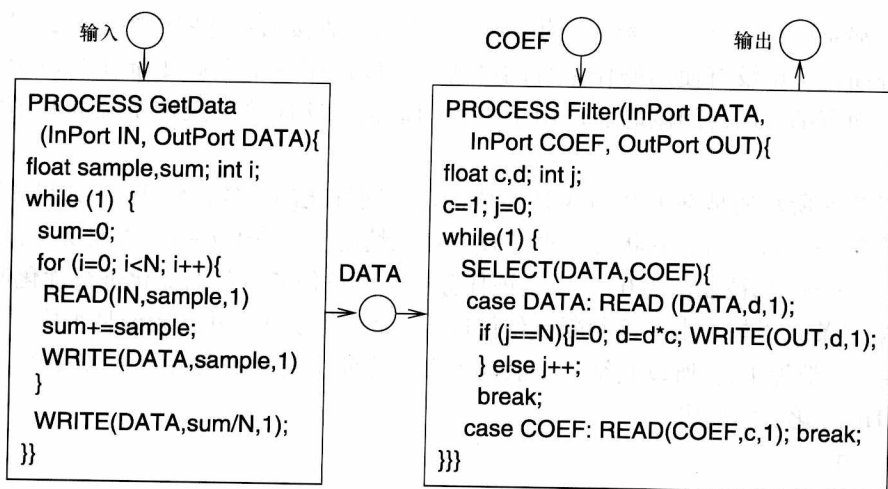 输入
PROCESS GetData
(InPort IN, OutPort DATA){
float sample,sum; int i;
while (1) {
sum=0;
for (i=0; i<N; i++){
READ(IN,sample,1)
sum+=sample;
WRITE(DATA,sample,1)
}
WRITE(DATA,sum/N,1);
}}
DATA
COEF
输出
PROCESS Filter(InPort DATA,
InPort COEF, OutPort OUT){
float c,d; int j;
c=1; j=0;
while(1) {
SELECT(DATA,COEF){
case DATA: READ (DATA,d,1);
if (j==N){j=0; d=d*c; WRITE(OUT,d,1);
} else j++;
break;
case COEF: READ(COEF,c,1); break;
}}}